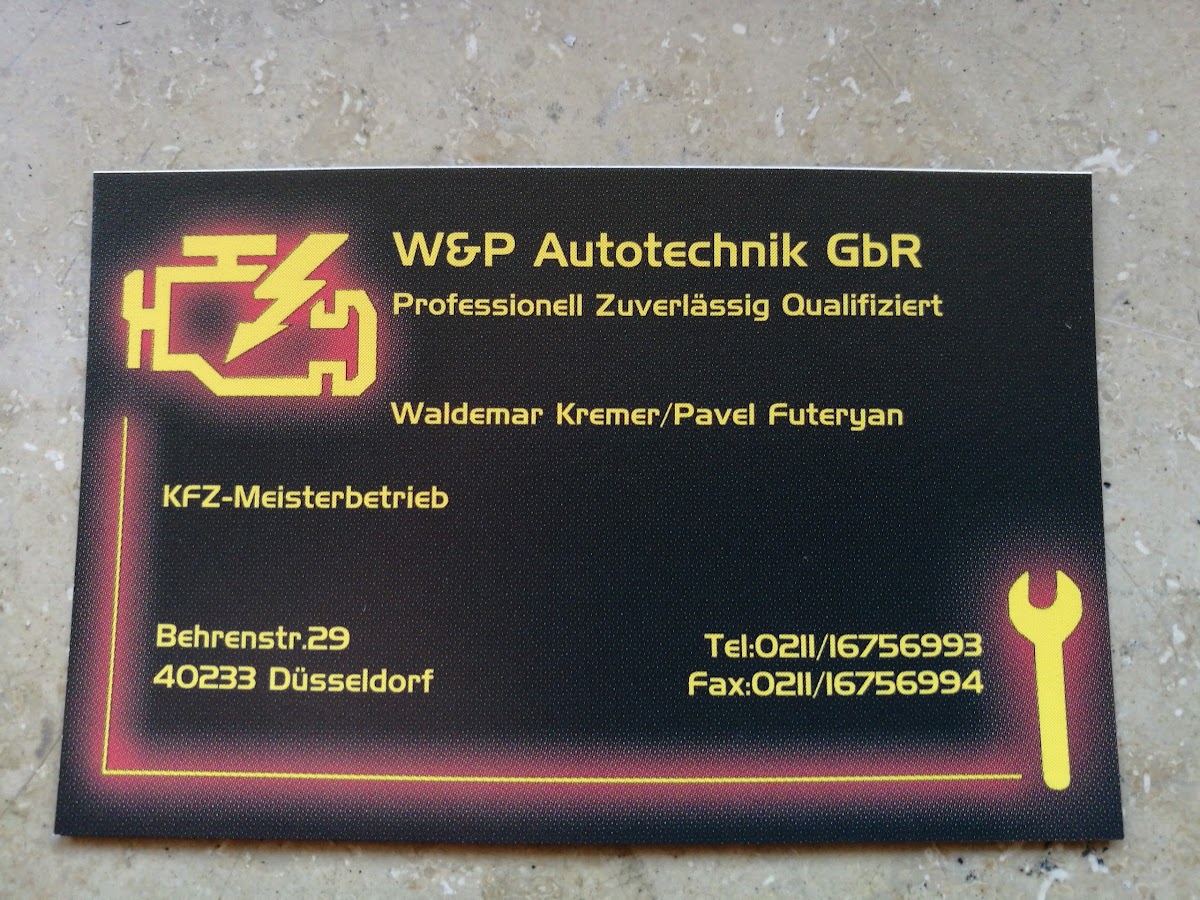 W&P Autotechnik GbR
Professionell Zuverlässig Qualifiziert
Waldemar Kremer/Pavel Futeryan
KFZ-Meisterbetrieb
Behrenstr.29
40233 Düsseldorf
Tel:0211/16756993
Fax:0211/16756994